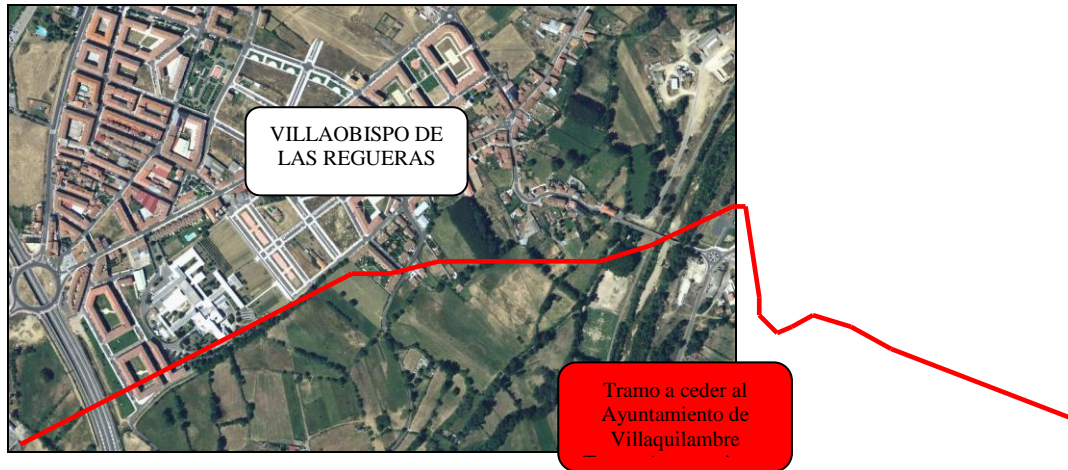 VILLAOBISPO DE
LAS REGUERAS
Tramo a ceder al
Ayuntamiento de
Villaquilambre